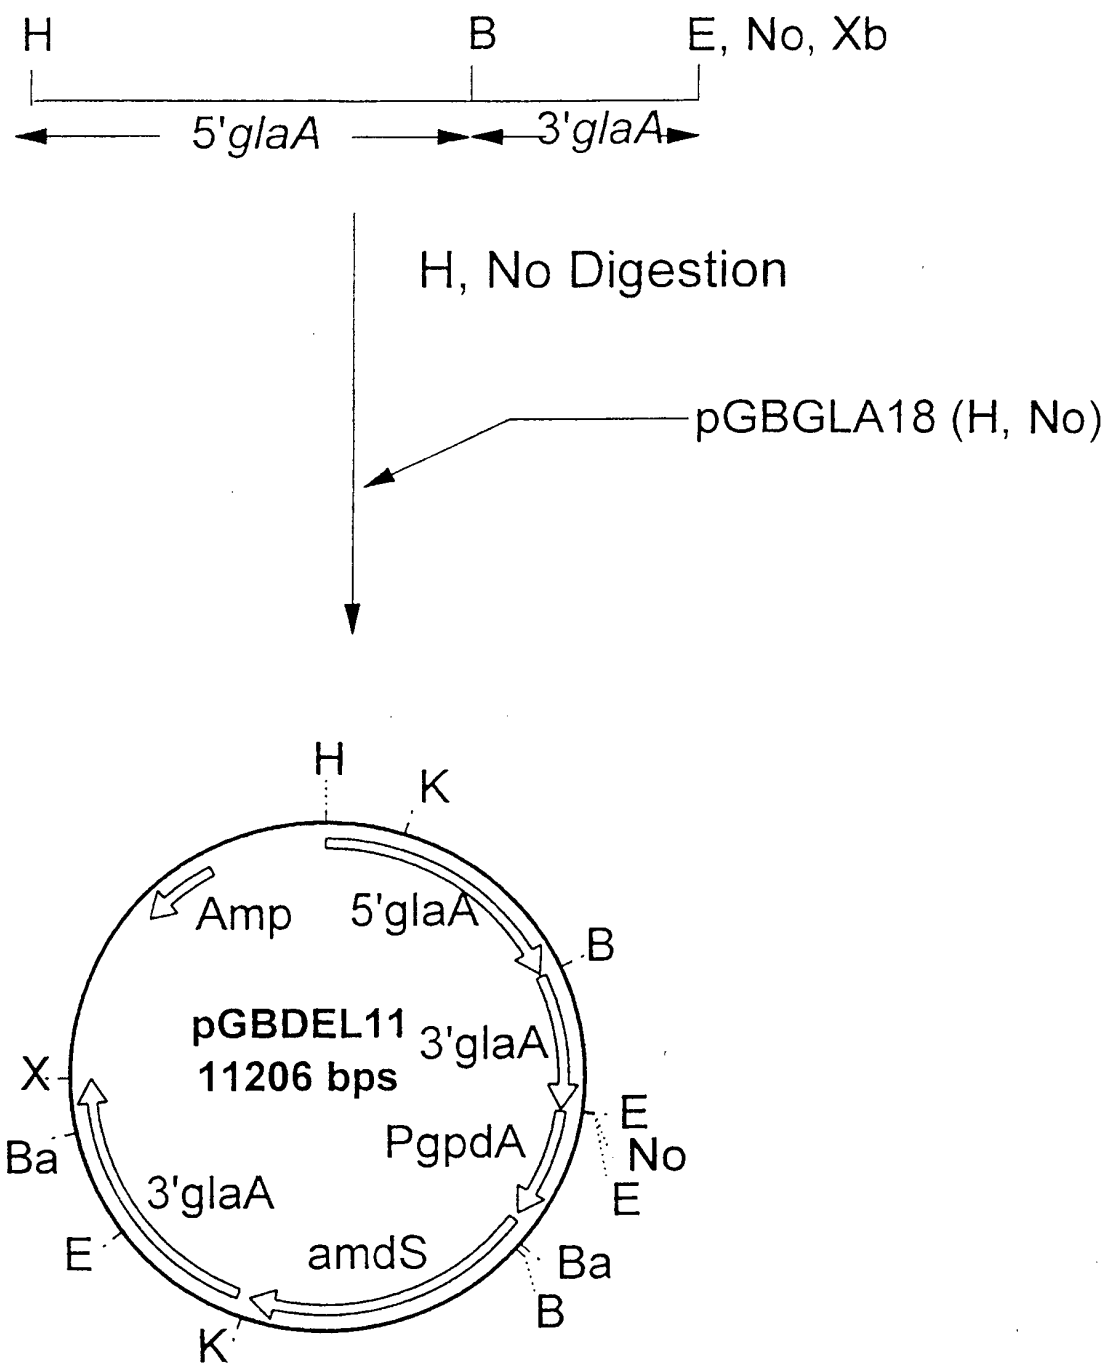 H B E, No, Xb
5'glaA 3'glaA
H, No Digestion
pGBGLA18 (H, No)
H
K
Amp 5'glaA
B
pGBDEL11 3'glaA
11206 bps
X
E
PgpdA No
Ba
E
3'glaA
E amdS Ba
B
K